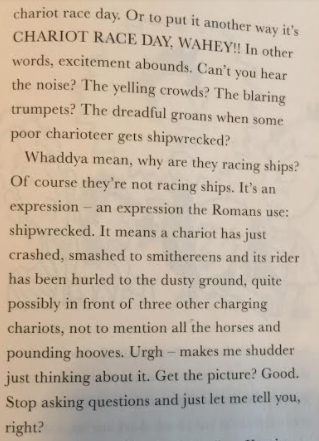 chariot race day. Or to put it another way it's
CHARIOT RACE DAY, WAHEY!! In other
words, excitement abounds. Can't you hear
the noise? The yelling crowds? The blaring
trumpets? The dreadful groans when some
poor charioteer gets shipwrecked?
Whaddya mean, why are they racing ships?
Of course they're not racing ships. It's an
expression – an expression the Romans use:
shipwrecked. It means a chariot has just
crashed, smashed to smithereens and its rider
has been hurled to the dusty ground, quite
possibly in front of three other charging
chariots, not to mention all the horses and
pounding hooves. Urgh – makes me shudder
just thinking about it. Get the picture? Good.
Stop asking questions and just let me tell you,
right?